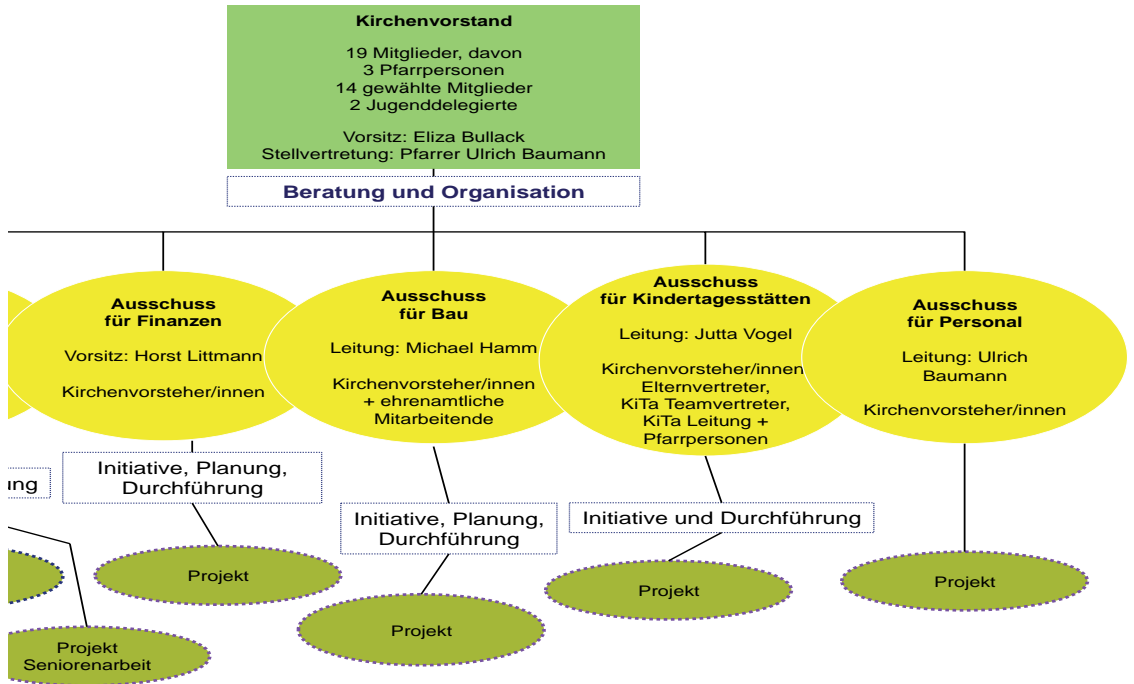 Kirchenvorstand
19 Mitglieder, davon
3 Pfarrpersonen
14 gewählte Mitglieder
2 Jugenddelegierte
Vorsitz: Eliza Bullack
Stellvertretung: Pfarrer Ulrich Baumann
Beratung und Organisation
Ausschuss
für Finanzen
Vorsitz: Horst Littmann
Kirchenvorsteher/innen
Ausschuss
für Bau
Leitung: Michael Hamm
Kirchenvorsteher/innen
+ ehrenamtliche
Mitarbeitende
Ausschuss
für Kindertagesstätten
Leitung: Jutta Vogel
Kirchenvorsteher/innen
Elternvertreter,
KiTa Teamvertreter,
KiTa Leitung +
Pfarrpersonen
Ausschuss
für Personal
Leitung: Ulrich
Baumann
Kirchenvorsteher/innen
Initiative, Planung,
Durchführung
Initiative, Planung,
Durchführung
Initiative und Durchführung
Projekt
Projekt
Projekt
Projekt
Projekt
Seniorenarbeit